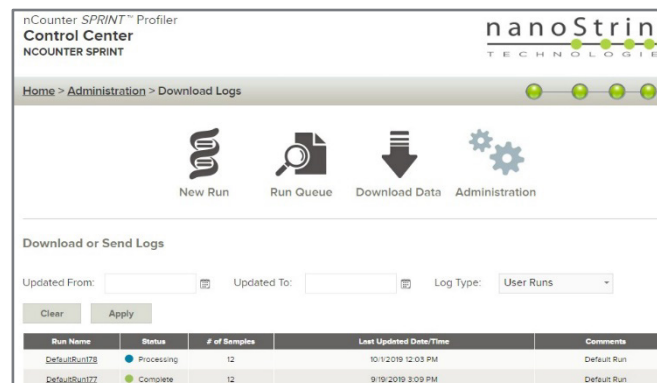 nCounter SPRINT™ Profiler
Control Center
NCOUNTER SPRINT
nanoStrin
TECHNOLOGIE
Home > Administration > Download Logs
New Run Run Queue Download Data Administration
Download or Send Logs
Updated From: Updated To: Log Type: User Runs
Clear Apply
Run Name Status # of Samples Last Updated Date/Time Comments
DefaultRun178 Processing 12 10/1/2019 12:03 PM Default Run
DefaultRun177 Complete 12 9/19/2019 3:09 PM Default Run